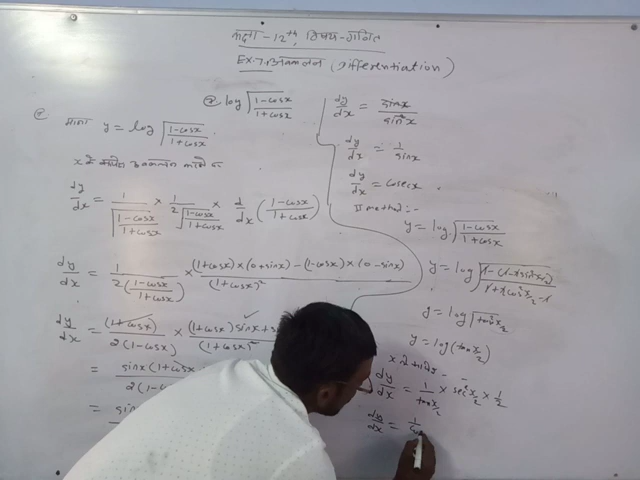 कक्षा - 12th, विषय - गणित
Ex. 7.1 अवकलन (Differentiation)
② log √(1-cosx / 1+cosx)
② माना y = log √(1-cosx / 1+cosx)
x के सापेक्ष अवकलन करने पर
dy/dx = 1/√(1-cosx / 1+cosx) × 1/2√(1-cosx / 1+cosx) × d/dx (1-cosx / 1+cosx)
dy/dx = 1/2(1-cosx / 1+cosx) × (1+cosx)×(0+sinx) - (1-cosx)×(0-sinx) / (1+cosx)²
dy/dx = (1+cosx) / 2(1-cosx) × (1+cosx) sinx + s / (1+cosx)²
= sinx(1+cosx / 2(1-
= sin
dy/dx = sinx / sin²x
dy/dx = 1/sinx
dy/dx = cosecx
II method :-
y = log √(1-cosx / 1+cosx)
y = log √(1-1+2sin²x/2 / 1+2cos²x/2 -1)
y = log √tan²x/2
y = log (tan x/2)
dy/dx = 1/tan x/2 × sec² x/2 × 1/2
dy/dx = 1/